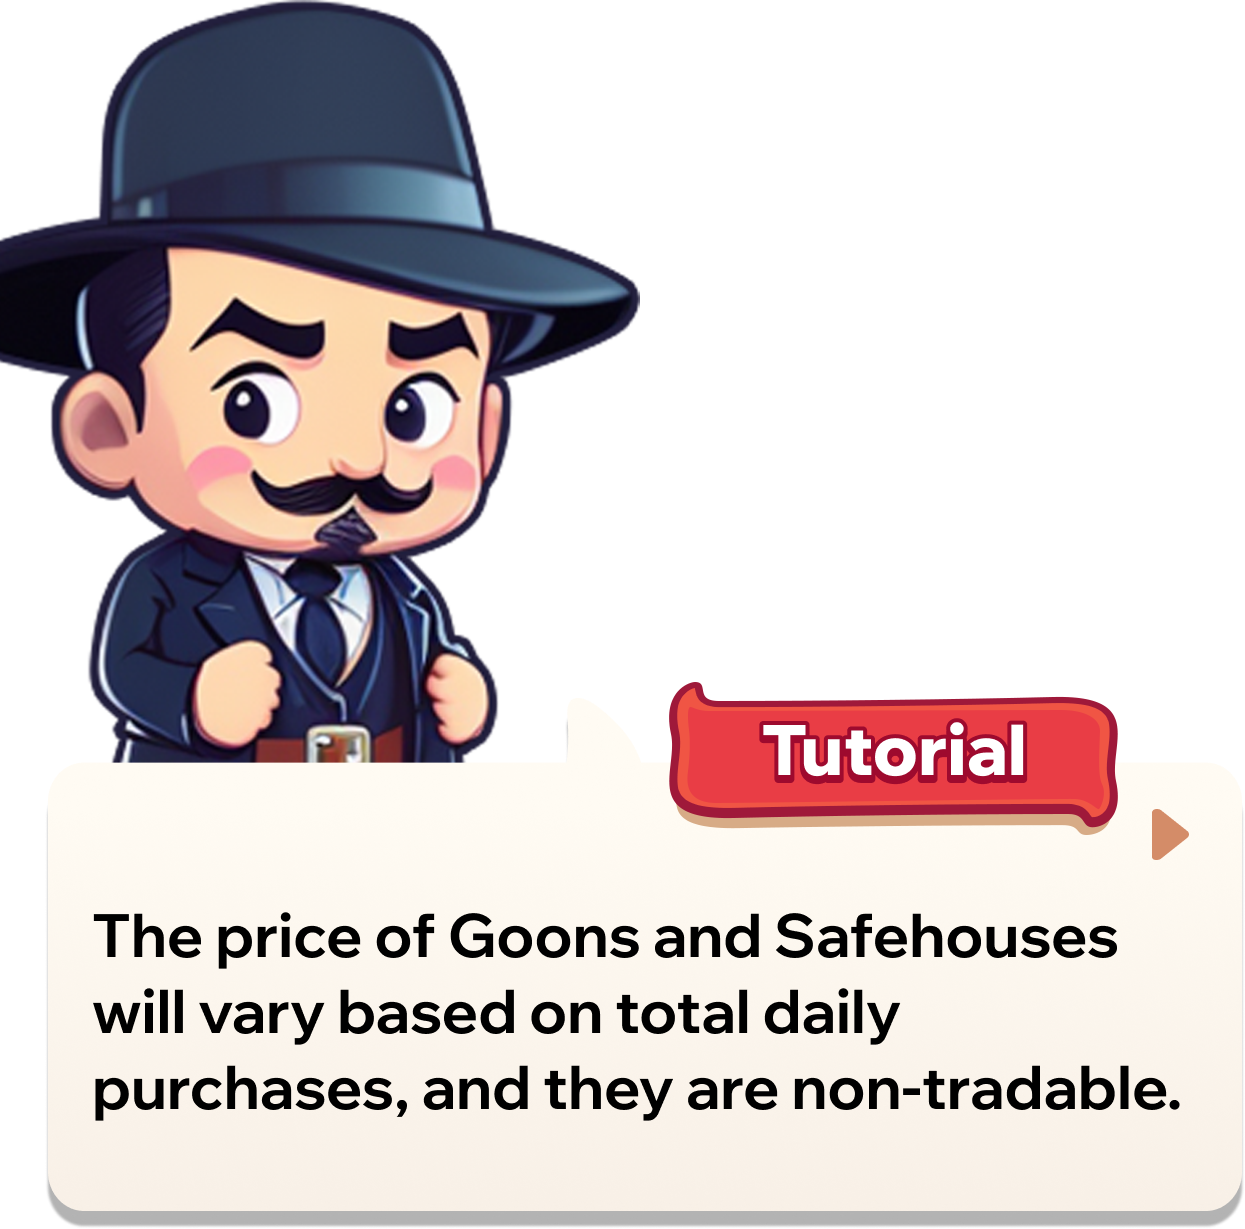 Tutorial
The price of Goons and Safehouses
will vary based on total daily
purchases, and they are non-tradable.